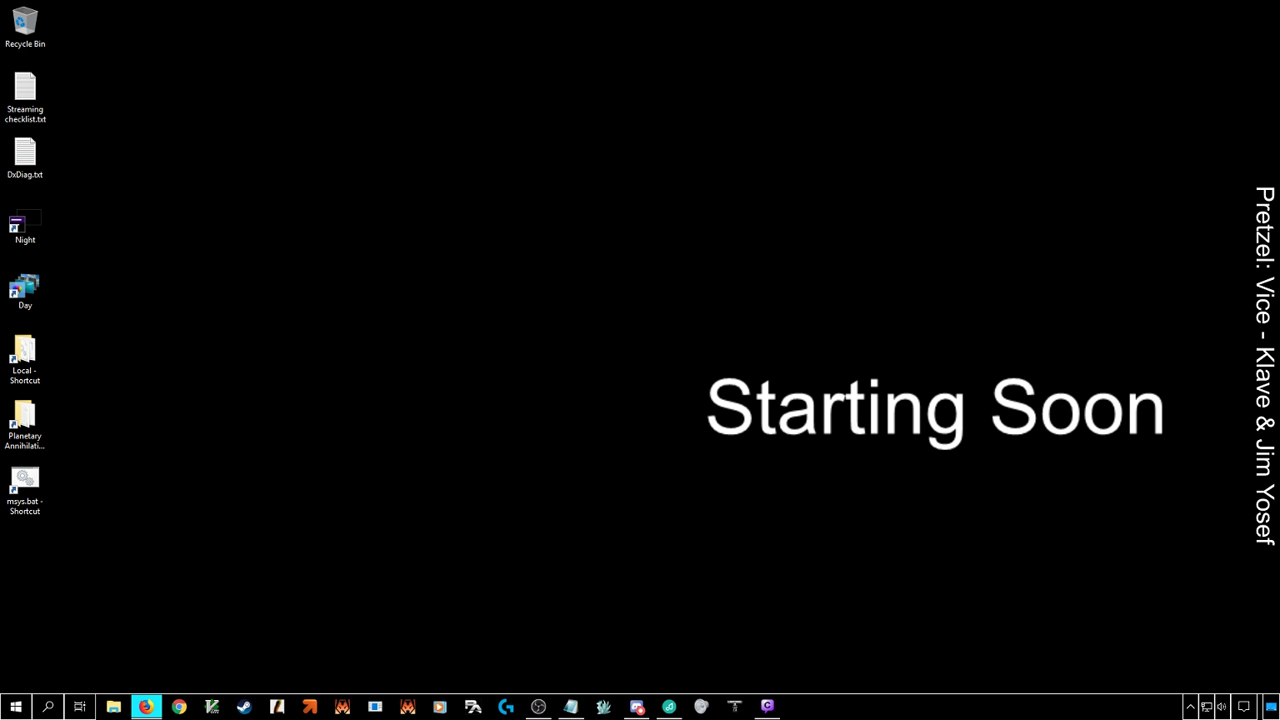 Recycle Bin
Streaming
checklist.txt
DxDiag.txt
Night
Day
Local -
Shortcut
Planetary
Annihilati...
msys.bat -
Shortcut
Starting Soon
Pretzel: Vice - Klave & Jim Yosef